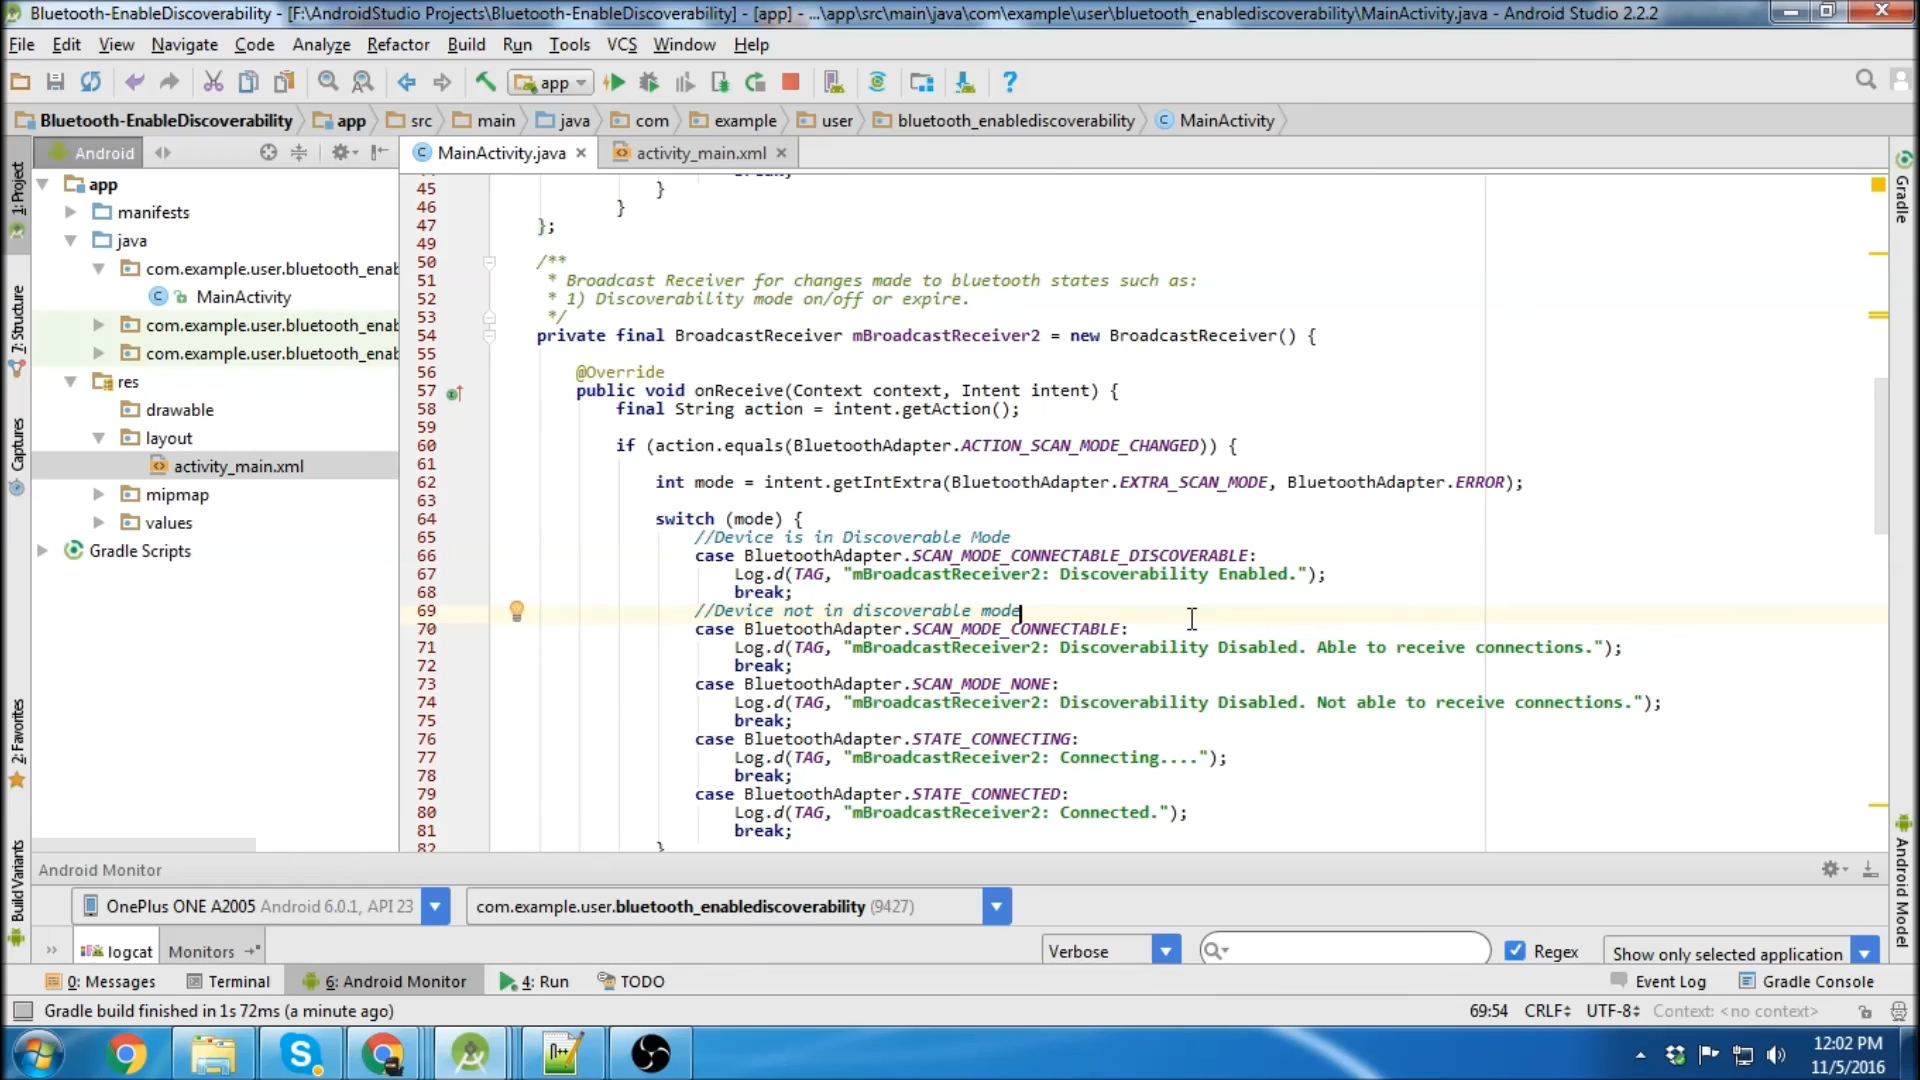 Bluetooth-EnableDiscoverability - [F:\AndroidStudio Projects\Bluetooth-EnableDiscoverability] - [app] - ...\app\src\main\java\com\example\user\bluetooth_enablediscoverability\MainActivity.java - Android Studio 2.2.2
File Edit View Navigate Code Analyze Refactor Build Run Tools VCS Window Help
app
Bluetooth-EnableDiscoverability app src main java com example user bluetooth_enablediscoverability MainActivity
Android
MainActivity.java
activity_main.xml
1: Project
7: Structure
Captures
2: Favorites
Build Variants
app
manifests
java
com.example.user.bluetooth_enab
MainActivity
com.example.user.bluetooth_enab
com.example.user.bluetooth_enab
res
drawable
layout
activity_main.xml
mipmap
values
Gradle Scripts
45 }
46 }
47 };
49
50 /**
51 * Broadcast Receiver for changes made to bluetooth states such as:
52 * 1) Discoverability mode on/off or expire.
53 */
54 private final BroadcastReceiver mBroadcastReceiver2 = new BroadcastReceiver() {
55
56 @Override
57 public void onReceive(Context context, Intent intent) {
58 final String action = intent.getAction();
59
60 if (action.equals(BluetoothAdapter.ACTION_SCAN_MODE_CHANGED)) {
61
62 int mode = intent.getIntExtra(BluetoothAdapter.EXTRA_SCAN_MODE, BluetoothAdapter.ERROR);
63
64 switch (mode) {
65 //Device is in Discoverable Mode
66 case BluetoothAdapter.SCAN_MODE_CONNECTABLE_DISCOVERABLE:
67 Log.d(TAG, "mBroadcastReceiver2: Discoverability Enabled.");
68 break;
69 //Device not in discoverable mode
70 case BluetoothAdapter.SCAN_MODE_CONNECTABLE:
71 Log.d(TAG, "mBroadcastReceiver2: Discoverability Disabled. Able to receive connections.");
72 break;
73 case BluetoothAdapter.SCAN_MODE_NONE:
74 Log.d(TAG, "mBroadcastReceiver2: Discoverability Disabled. Not able to receive connections.");
75 break;
76 case BluetoothAdapter.STATE_CONNECTING:
77 Log.d(TAG, "mBroadcastReceiver2: Connecting....");
78 break;
79 case BluetoothAdapter.STATE_CONNECTED:
80 Log.d(TAG, "mBroadcastReceiver2: Connected.");
81 break;
82 }
Gradle
Android Model
Android Monitor
OnePlus ONE A2005 Android 6.0.1, API 23
com.example.user.bluetooth_enablediscoverability (9427)
logcat
Monitors
Verbose
Regex
Show only selected application
0: Messages Terminal 6: Android Monitor 4: Run TODO Event Log Gradle Console
Gradle build finished in 1s 72ms (a minute ago) 69:54 CRLF UTF-8 Context: <no context>
12:02 PM
11/5/2016